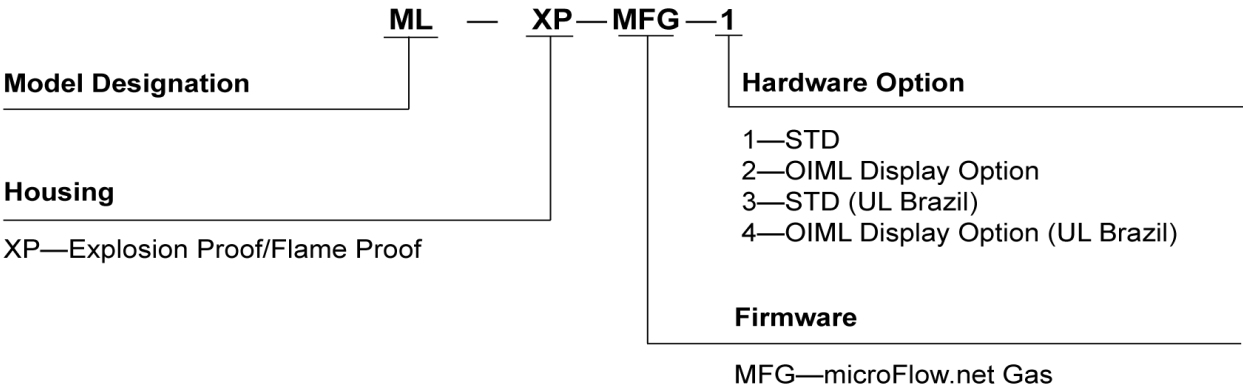 ML — XP—MFG—1
Model Designation
Hardware Option
1—STD
2—OIML Display Option
3—STD (UL Brazil)
4—OIML Display Option (UL Brazil)
Housing
XP—Explosion Proof/Flame Proof
Firmware
MFG—microFlow.net Gas